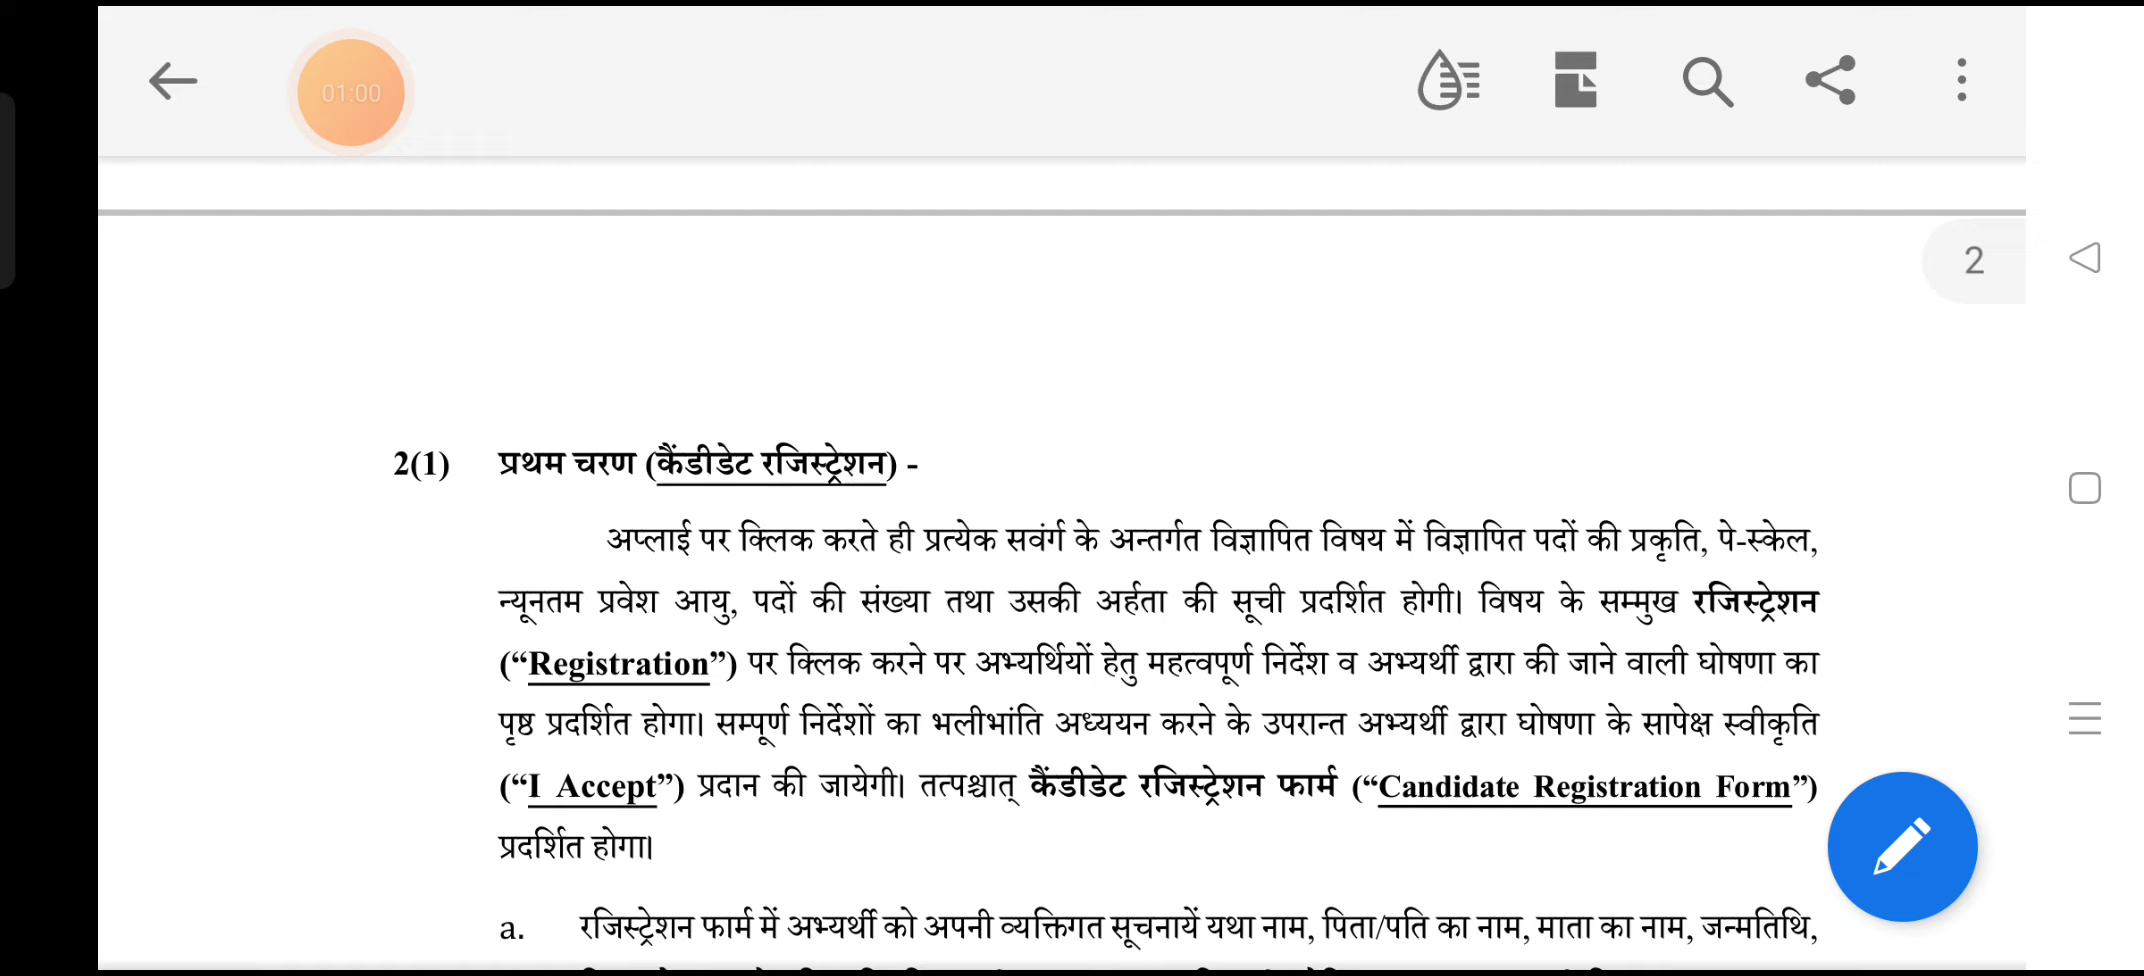 01:00
2
2(1) प्रथम चरण (कैंडीडेट रजिस्ट्रेशन) -
अप्लाई पर क्लिक करते ही प्रत्येक सवंर्ग के अन्तर्गत विज्ञापित विषय में विज्ञापित पदों की प्रकृति, पे-स्केल,
न्यूनतम प्रवेश आयु, पदों की संख्या तथा उसकी अर्हता की सूची प्रदर्शित होगी। विषय के सम्मुख रजिस्ट्रेशन
(“Registration”) पर क्लिक करने पर अभ्यर्थियों हेतु महत्वपूर्ण निर्देश व अभ्यर्थी द्वारा की जाने वाली घोषणा का
पृष्ठ प्रदर्शित होगा। सम्पूर्ण निर्देशों का भलीभांति अध्ययन करने के उपरान्त अभ्यर्थी द्वारा घोषणा के सापेक्ष स्वीकृति
(“I Accept”) प्रदान की जायेगी। तत्पश्चात् कैंडीडेट रजिस्ट्रेशन फार्म (“Candidate Registration Form”)
प्रदर्शित होगा।
a. रजिस्ट्रेशन फार्म में अभ्यर्थी को अपनी व्यक्तिगत सूचनायें यथा नाम, पिता/पति का नाम, माता का नाम, जन्मतिथि,